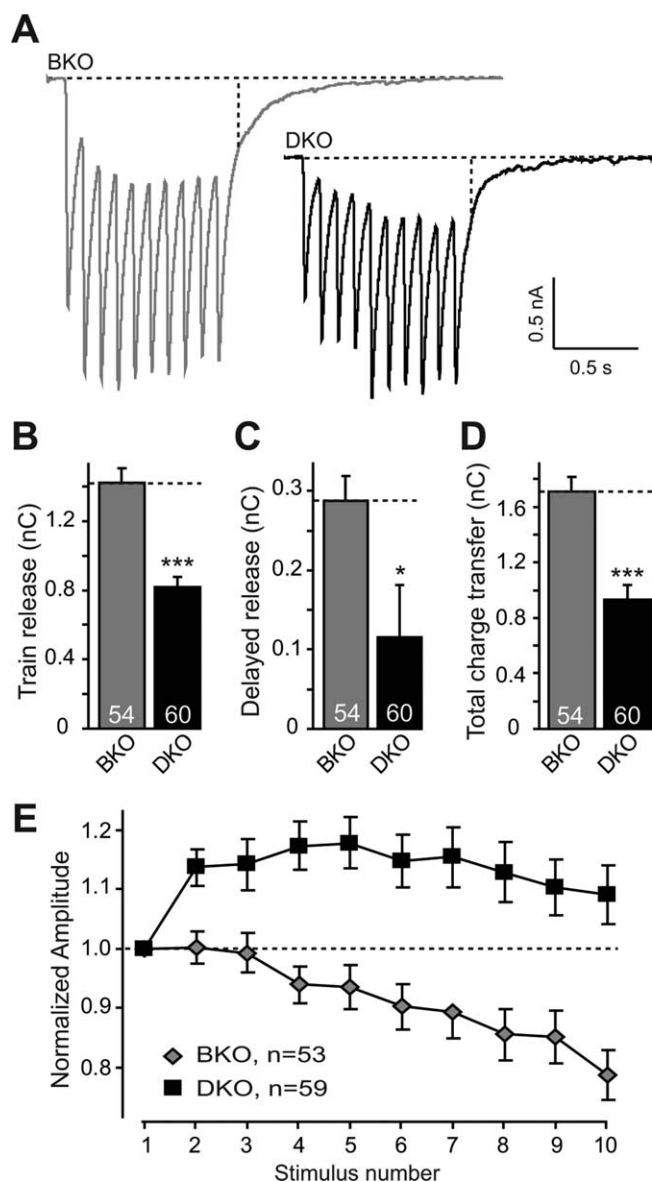 A
BKO
DKO
0.5 nA
0.5 s
B
Train release (nC)
1.2
0.8
0.4
0
***
54
60
BKO
DKO
C
Delayed release (nC)
0.3
0.2
0.1
0
*
54
60
BKO
DKO
D
Total charge transfer (nC)
1.6
1.2
0.8
0.4
0
***
54
60
BKO
DKO
E
Normalized Amplitude
1.2
1.1
1.0
0.9
0.8
BKO, n=53
DKO, n=59
1 2 3 4 5 6 7 8 9 10
Stimulus number